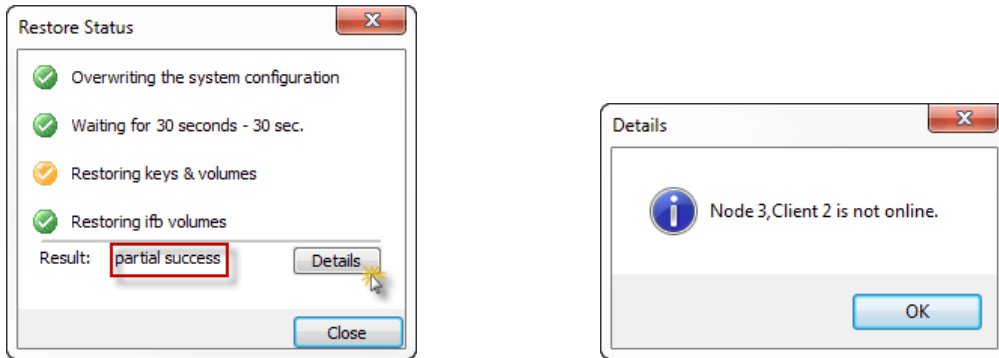 Restore Status
Overwriting the system configuration
Waiting for 30 seconds - 30 sec.
Restoring keys & volumes
Restoring ifb volumes
Result: partial success Details
Close
Details
Node 3,Client 2 is not online.
OK